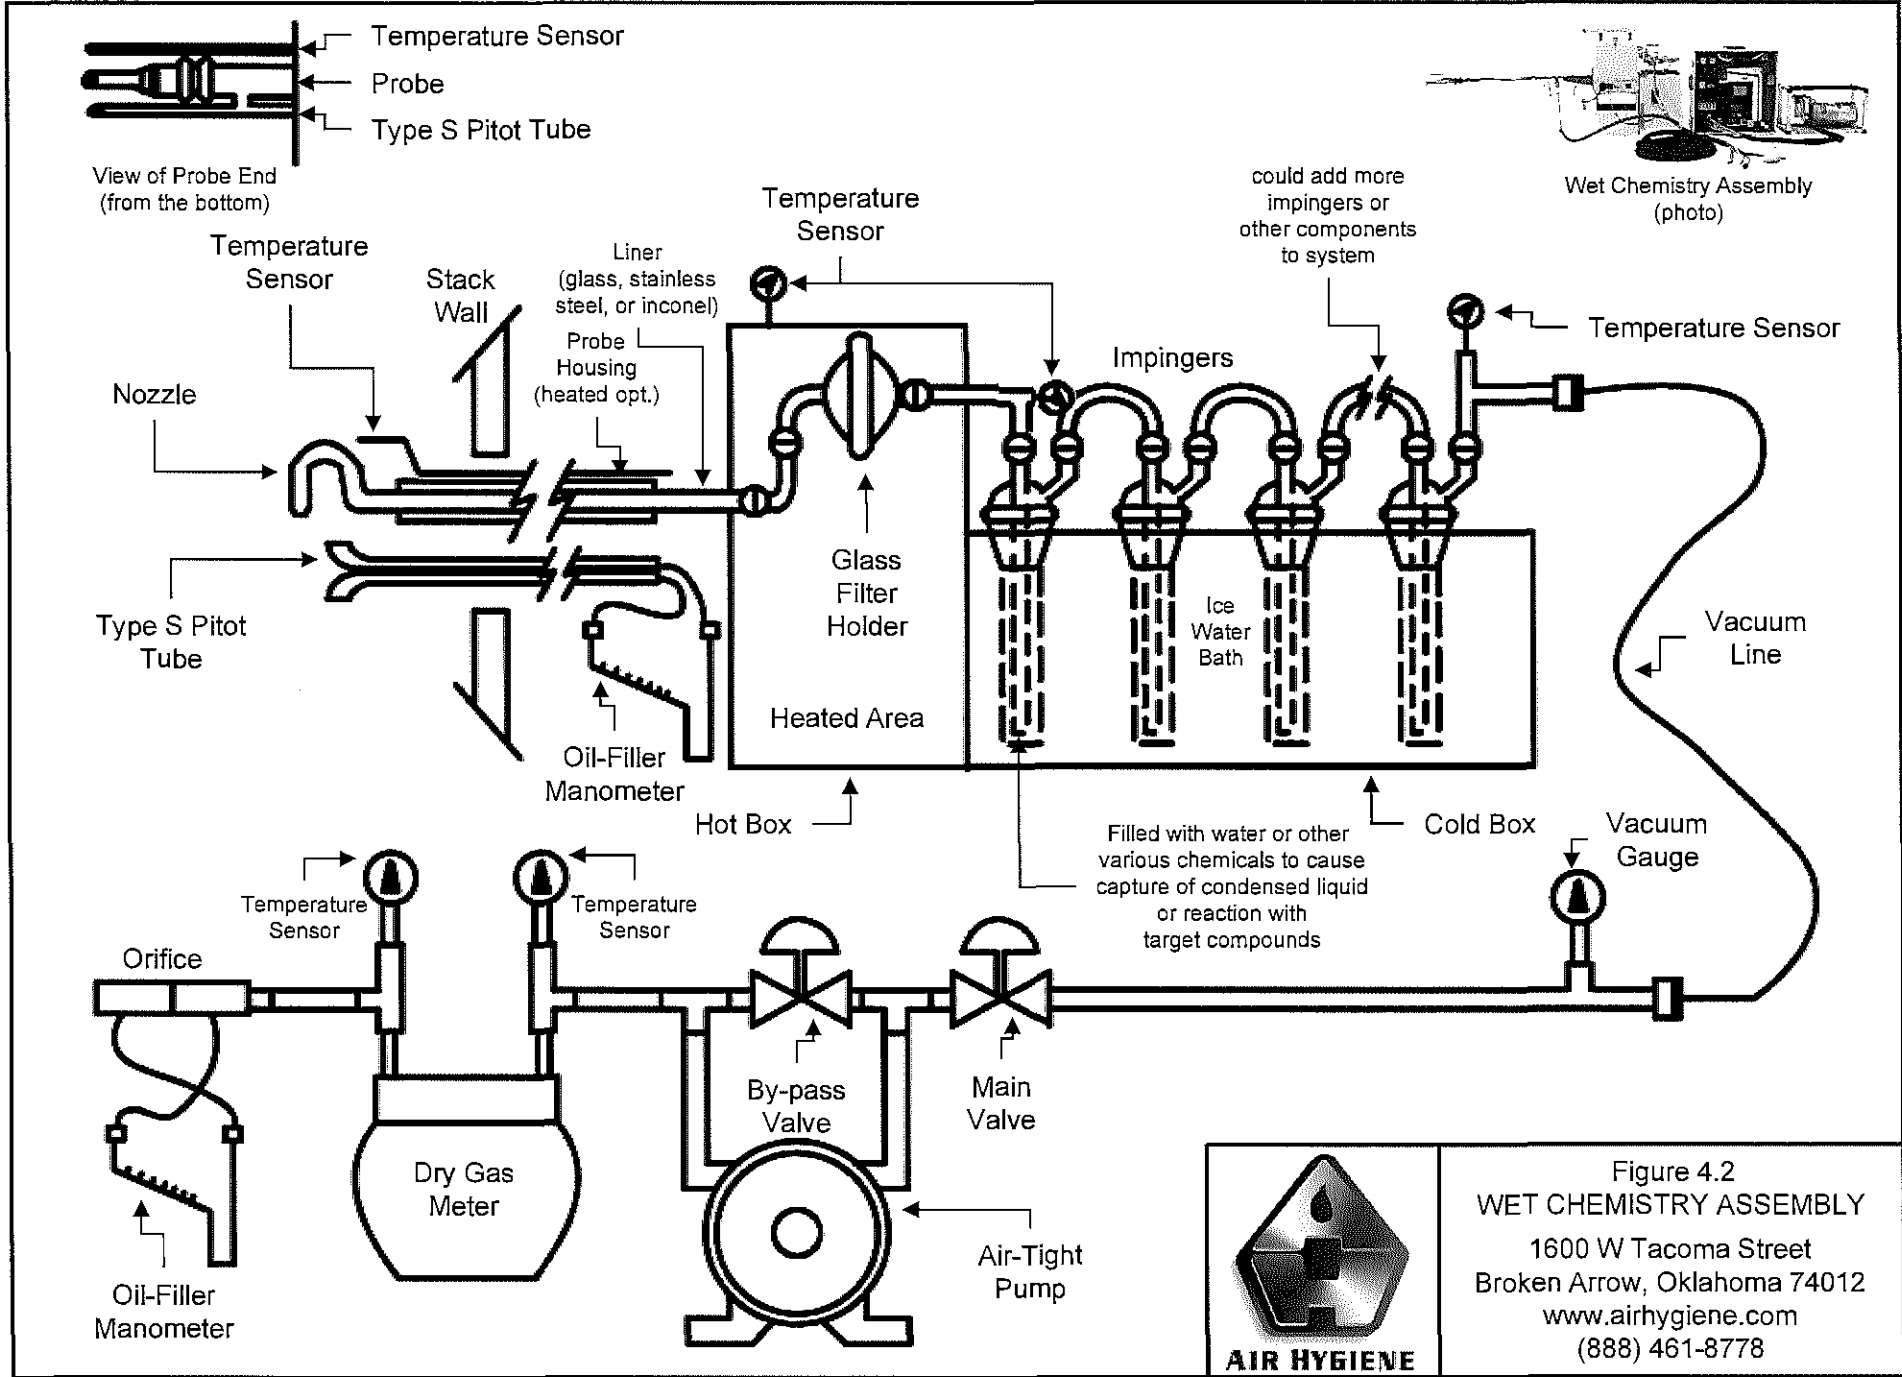 Temperature Sensor
Probe
Type S Pitot Tube
View of Probe End
(from the bottom)
Wet Chemistry Assembly
(photo)
Temperature
Sensor
Stack
Wall
Liner
(glass, stainless
steel, or inconel)
Probe
Housing
(heated opt.)
Temperature
Sensor
could add more
impingers or
other components
to system
Temperature Sensor
Impingers
Nozzle
Glass
Filter
Holder
Ice
Water
Bath
Type S Pitot
Tube
Vacuum
Line
Heated Area
Oil-Filler
Manometer
Hot Box
Cold Box
Filled with water or other
various chemicals to cause
capture of condensed liquid
or reaction with
target compounds
Vacuum
Gauge
Temperature
Sensor
Temperature
Sensor
Orifice
By-pass
Valve
Main
Valve
Dry Gas
Meter
Air-Tight
Pump
Oil-Filler
Manometer
AIR HYGIENE
Figure 4.2
WET CHEMISTRY ASSEMBLY
1600 W Tacoma Street
Broken Arrow, Oklahoma 74012
www.airhygiene.com
(888) 461-8778